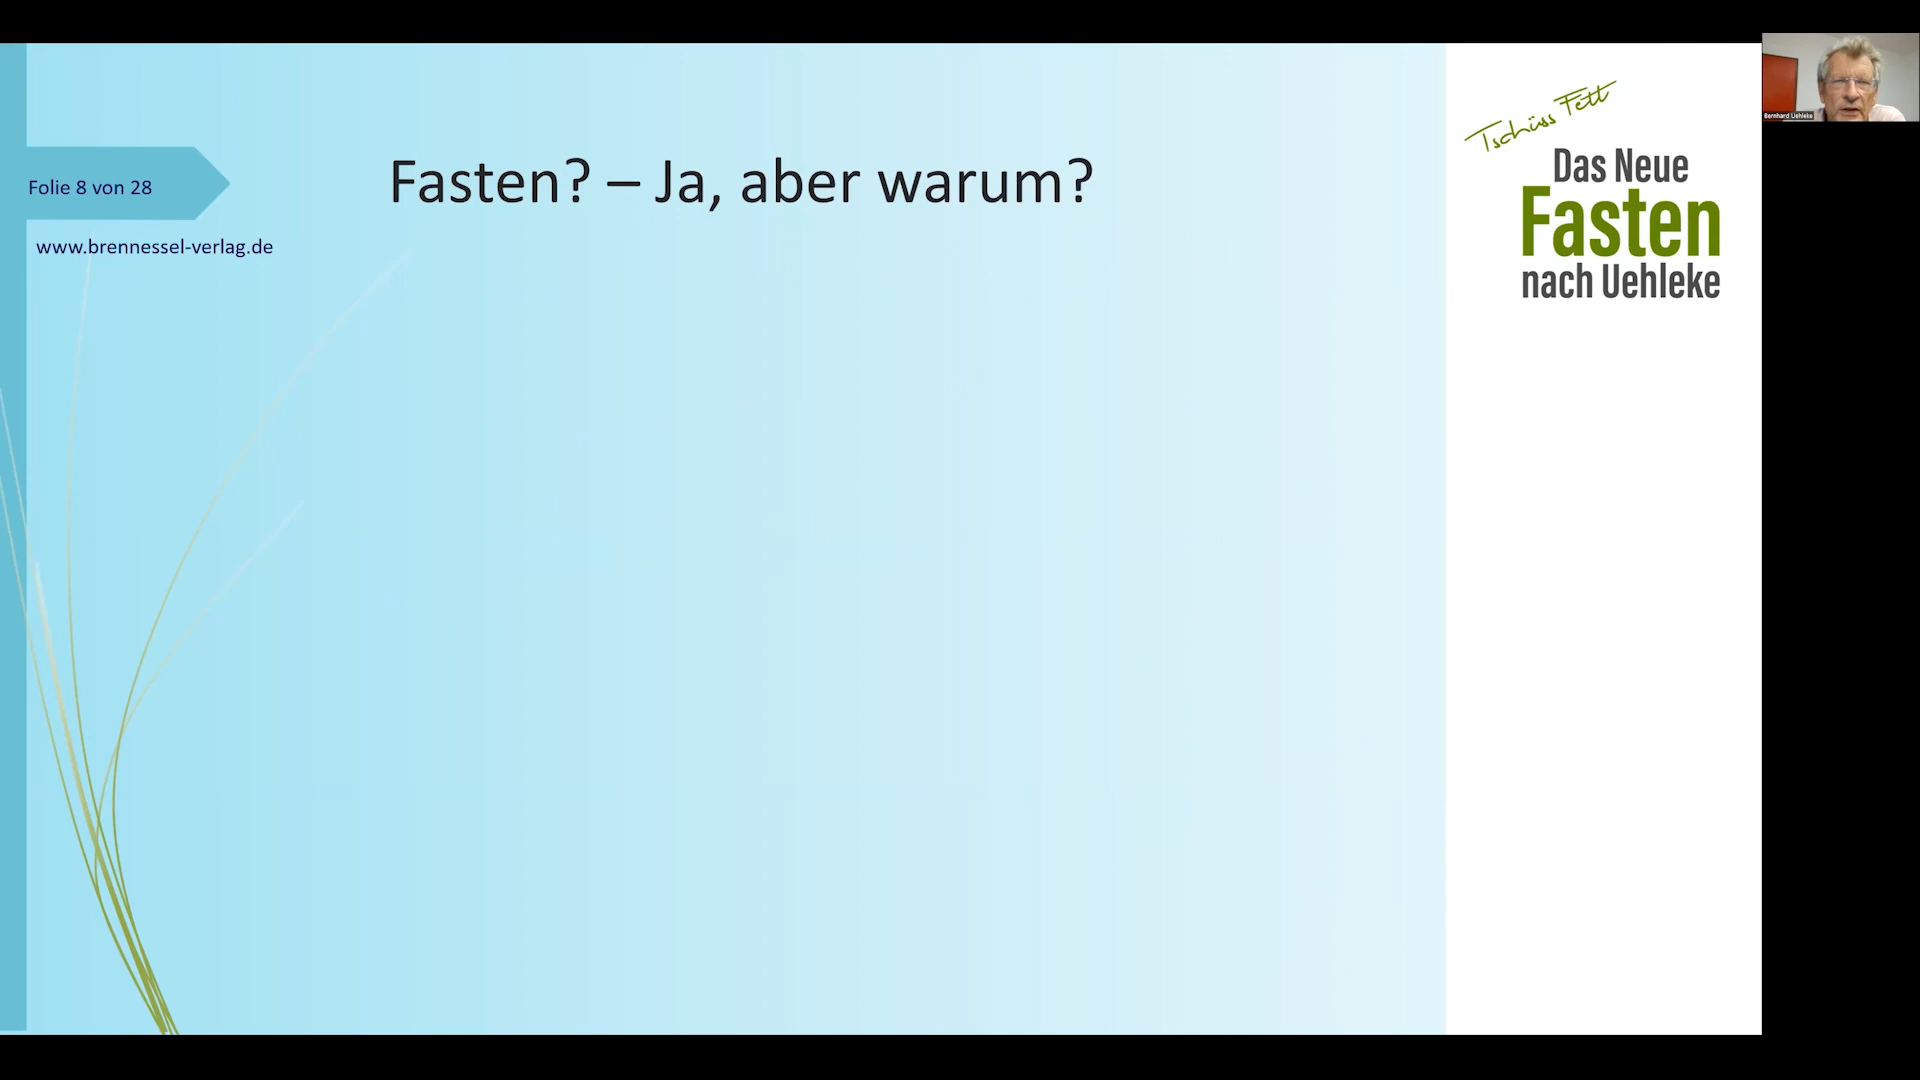 Folie 8 von 28
www.brennessel-verlag.de
Fasten? – Ja, aber warum?
Tschüss Fett
Das Neue
Fasten
nach Uehleke
Bernhard Uehleke